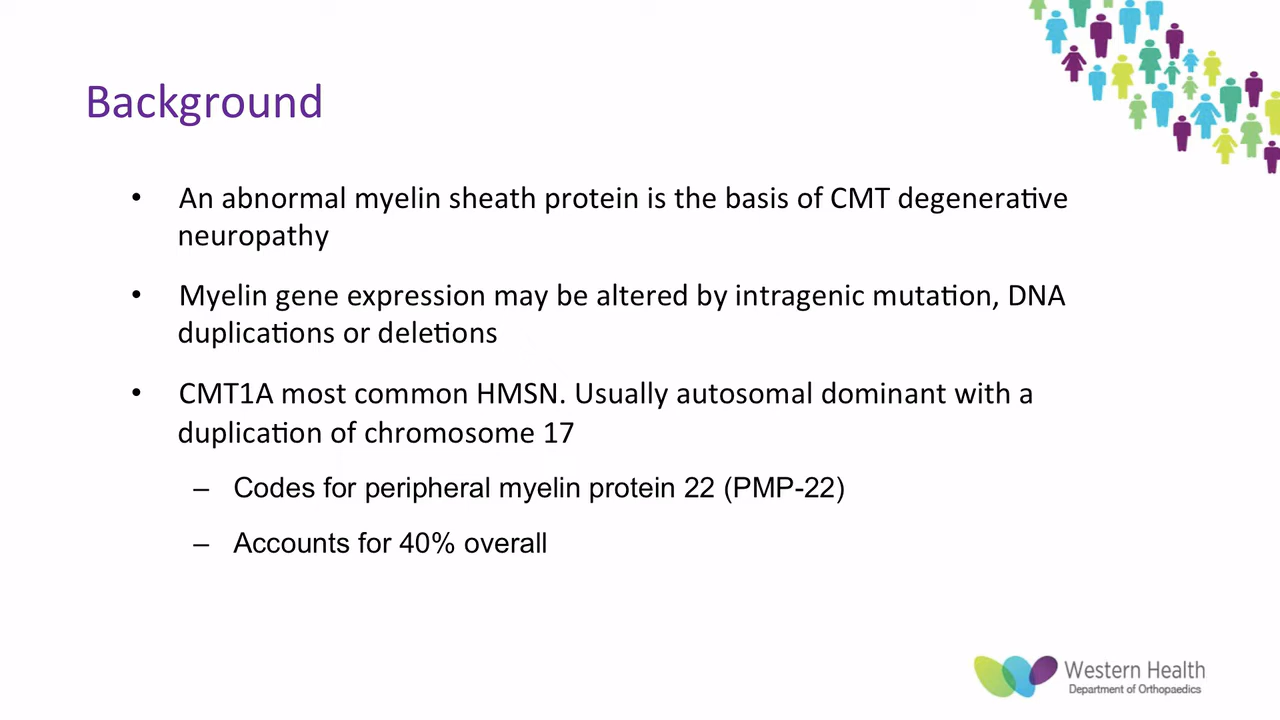 Background
• An abnormal myelin sheath protein is the basis of CMT degenerative
neuropathy
• Myelin gene expression may be altered by intragenic mutation, DNA
duplications or deletions
• CMT1A most common HMSN. Usually autosomal dominant with a
duplication of chromosome 17
– Codes for peripheral myelin protein 22 (PMP-22)
– Accounts for 40% overall
Western Health
Department of Orthopaedics